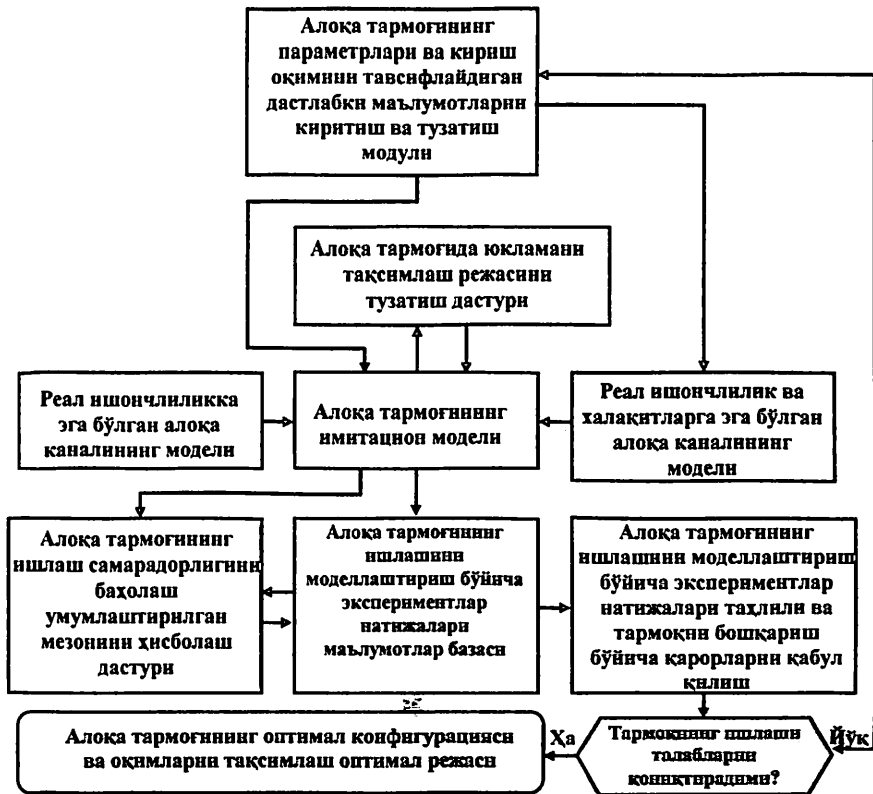 Алоқа тармоғининг
параметрлари ва кириш
оқимини тавсифлайдиган
дастлабки маълумотларни
киритиш ва тузатиш
модули
Алоқа тармоғида юкламани
тақсимлаш режасини
тузатиш дастури
Реал ишончлиликка
эга бўлган алоқа
каналининг модели
Алоқа тармоғининг
имитацион модели
Реал ишончлилик ва
халақитларга эга бўлган
алоқа каналининг
модели
Алоқа тармоғининг
ишлаш самарадорлигини
баҳолаш
умумлаштирилган
мезонини ҳисболаш
дастури
Алоқа тармоғининг
ишлашини
моделлаштириш бўйича
экспериментлар
натижалари
маълумотлар базаси
Алоқа тармоғининг
ишлашини моделлаштириш
бўйича экспериментлар
натижалари таҳлили ва
тармоқни бошқариш
бўйича қарорларни қабул
қилиш
Алоқа тармоғининг оптимал конфигурацияси
ва оқимларни тақсимлаш оптимал режаси
Ҳа
Тармоқнинг ишлаши
талабларни
қониқтирадими?
Йўқ